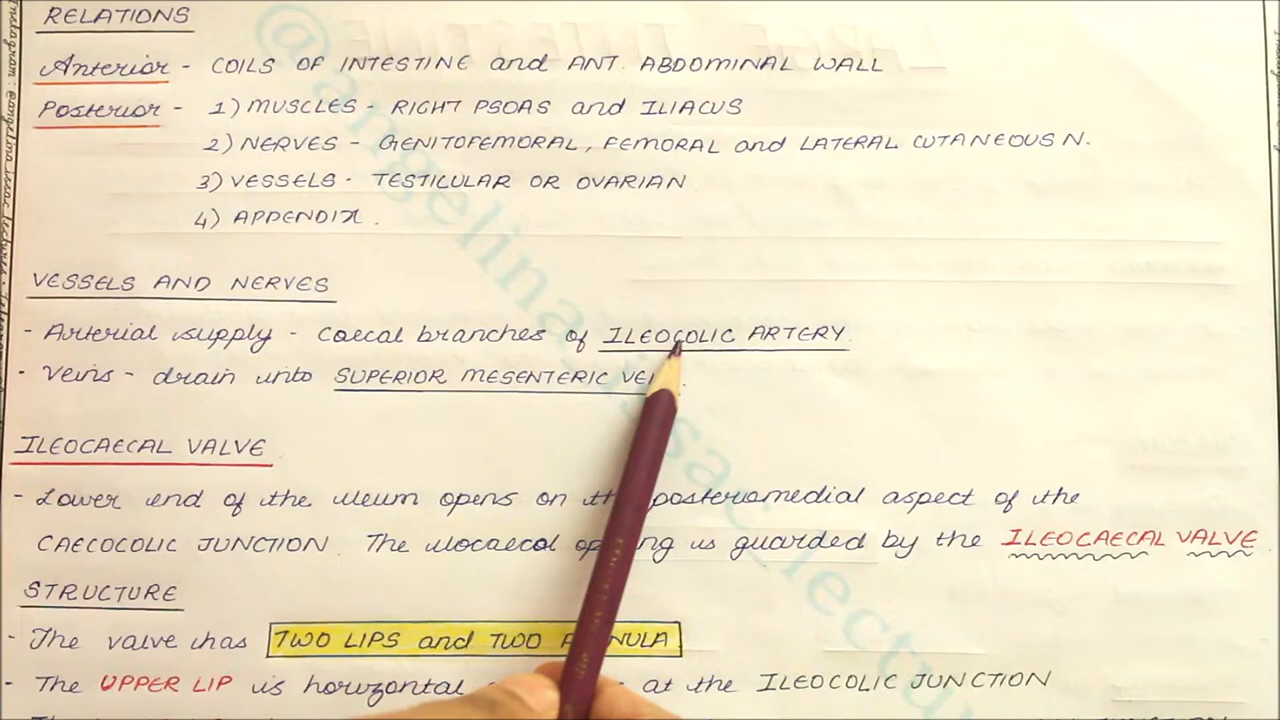 RELATIONS
Anterior - COILS OF INTESTINE and ANT. ABDOMINAL WALL
Posterior - 1) MUSCLES - RIGHT PSOAS and ILIACUS
2) NERVES - GENITOFEMORAL, FEMORAL and LATERAL CUTANEOUS N.
3) VESSELS - TESTICULAR OR OVARIAN
4) APPENDIX.
VESSELS AND NERVES
- Arterial supply - Caecal branches of ILEOCOLIC ARTERY.
- Veins - drain into SUPERIOR MESENTERIC
ILEOCAECAL VALVE
- Lower end of the ileum opens on posteriomedial aspect of the
CAECOCOLIC JUNCTION. The ilocaecal is guarded by the ILEOCAECAL VALVE
STRUCTURE
- The valve has TWO LIPS and TWO
- The UPPER LIP is horizontal at the ILEOCOLIC JUNCTION
@angelina_issac_lectur